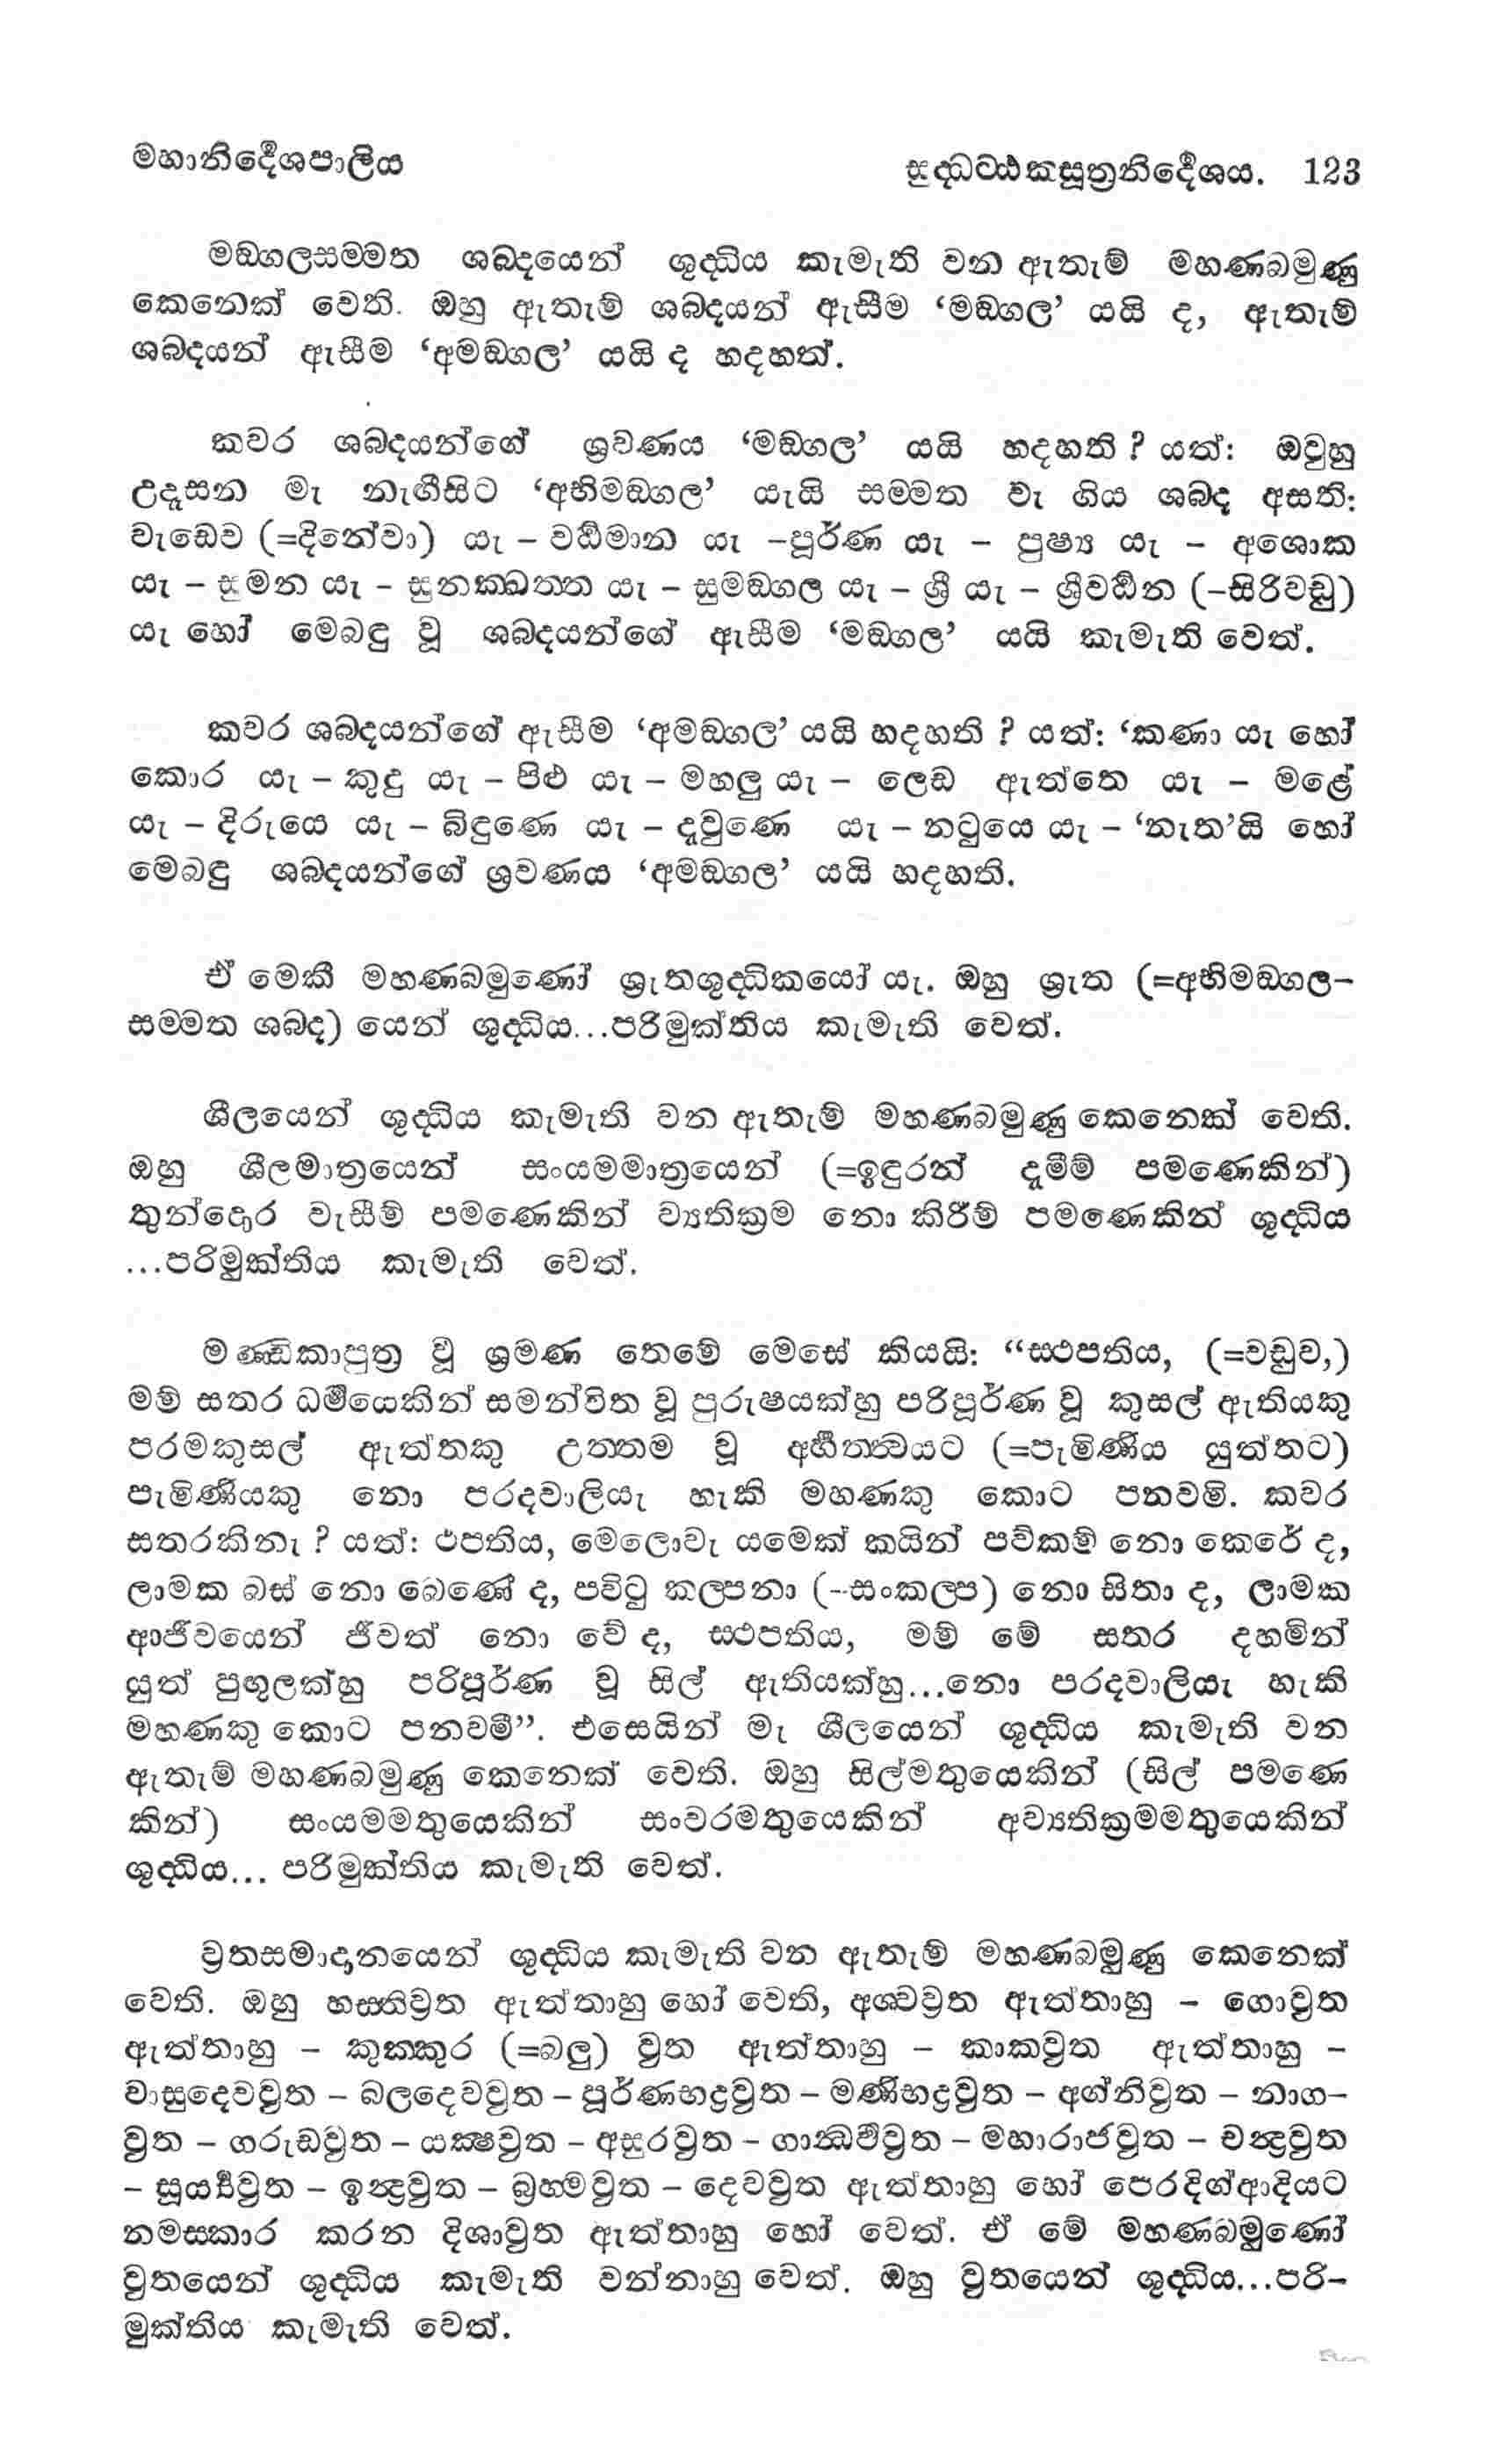 මහානිර්‍දේශපාලිය
සුද්ධට්ඨකසූත්‍රනිර්‍දේශය. 123
මඞ්ගලසම්මත ශබ්දයෙන් ශුද්ධිය කැමැති වන ඇතැම් මහණබමුණු
කෙනෙක් වෙති. ඔහු ඇතැම් ශබ්දයන් ඇසීම ‘මඞ්ගල’ යයි ද, ඇතැම්
ශබ්දයන් ඇසීම ‘අමඞ්ගල’ යයි ද හදහත්.
කවර ශබ්දයන්ගේ ශ්‍රවණය ‘මඞ්ගල’ යයි හදහති ? යත්: ඔවුහු
උදෑසන මැ නැඟීසිට ‘අභිමඞ්ගල’ යැයි සම්මත වැ ගිය ශබ්ද අසති:
වැඩෙව (=දිනේවා) යැ – වර්‍ධමාන යැ –පූර්ණ යැ – පුෂ්‍ය යැ – අශොක
යැ – සුමන යැ – සුනක්ඛත්ත යැ – සුමඞ්ගල යැ – ශ්‍රී යැ – ශ්‍රීවර්‍ධන (–සිරිවඩ්ඪ)
යැ හෝ මෙබඳු වූ ශබ්දයන්ගේ ඇසීම ‘මඞ්ගල’ යයි කැමැති වෙත්.
කවර ශබ්දයන්ගේ ඇසීම ‘අමඞ්ගල’ යයි හදහති ? යත්: ‘කණා යැ හෝ
කොර යැ – කුදු යැ – පිළු යැ – මහලු යැ – ලෙඩ ඇත්තෙ යැ – මළේ
යැ – දිරුයෙ යැ – බිඳුණෙ යැ – දෑවුණෙ යැ – නටුයෙ යැ – ‘නැත’යි හෝ
මෙබඳු ශබ්දයන්ගේ ශ්‍රවණය ‘අමඞ්ගල’ යයි හදහති.
ඒ මෙකී මහණබමුණෝ ශ්‍රුතශුද්ධිකයෝ යැ. ඔහු ශ්‍රුත (=අභිමඞ්ගල–
සම්මත ශබ්ද) යෙන් ශුද්ධිය...පරිමුක්තිය කැමැති වෙත්.
ශීලයෙන් ශුද්ධිය කැමැති වන ඇතැම් මහණබමුණු කෙනෙක් වෙති.
ඔහු ශීලමාත්‍රයෙන් සංයමමාත්‍රයෙන් (=ඉඳුරන් දැමීම් පමණෙකින්)
තුන්දොර වැසීම් පමණෙකින් ව්‍යතික්‍රම නො කිරීම් පමණෙකින් ශුද්ධිය
...පරිමුක්තිය කැමැති වෙත්.
මණ්ඩිකාපුත්‍ර වූ ශ්‍රමණ තෙමේ මෙසේ කියයි: “ස්ථපතිය, (=වඩුව,)
මම් සතර ධර්‍මයෙකින් සමන්විත වූ පුරුෂයක්හු පරිපූර්ණ වූ කුසල් ඇතියකු
පරමකුසල් ඇත්තකු උත්තම වූ අර්‍හත්ත්‍වයට (=පැමිණිය යුත්තට)
පැමිණියකු නො පරදවාලියැ හැකි මහණකු කොට පනවමි. කවර
සතරකිනැ ? යත්: ථපතිය, මෙලොවැ යමෙක් කයින් පව්කම් නො කෙරේ ද,
ලාමක බස් නො බෙණේ ද, පවිටු කල්පනා (–සංකල්ප) නො සිතා ද, ලාමක
ආජීවයෙන් ජීවත් නො වේ ද, ස්ථපතිය, මම් මේ සතර දහමින්
යුත් පුඟුලක්හු පරිපූර්ණ වූ සිල් ඇතියක්හු...නො පරදවාලියැ හැකි
මහණකු කොට පනවමී”. එසෙයින් මැ ශීලයෙන් ශුද්ධිය කැමැති වන
ඇතැම් මහණබමුණු කෙනෙක් වෙති. ඔහු සිල්මතුයෙකින් (සිල් පමණෙ
කින්) සංයමමතුයෙකින් සංවරමතුයෙකින් අව්‍යතික්‍රමමතුයෙකින්
ශුද්ධිය... පරිමුක්තිය කැමැති වෙත්.
ව්‍රතසමාදානයෙන් ශුද්ධිය කැමැති වන ඇතැම් මහණබමුණු කෙනෙක්
වෙති. ඔහු හස්තිව්‍රත ඇත්තාහු හෝ වෙති, අශ්වව්‍රත ඇත්තාහු – ගොව්‍රත
ඇත්තාහු – කුක්කුර (=බලු) ව්‍රත ඇත්තාහු – කාකව්‍රත ඇත්තාහු –
වාසුදෙවව්‍රත – බලදෙවව්‍රත – පූර්ණභද්‍රව්‍රත – මණිභද්‍රව්‍රත – අග්නිව්‍රත – නාග–
ව්‍රත – ගරුඩව්‍රත – යක්‍ෂව්‍රත – අසුරව්‍රත – ගාන්ධර්‍වව්‍රත – මහාරාජව්‍රත – චන්ද්‍රව්‍රත
– සූර්‍ය්‍යව්‍රත – ඉන්ද්‍රව්‍රත – බ්‍රහ්මව්‍රත – දෙවව්‍රත ඇත්තාහු හෝ පෙරදිග්ආදියට
නමස්කාර කරන දිශාව්‍රත ඇත්තාහු හෝ වෙත්. ඒ මේ මහණබමුණෝ
ව්‍රතයෙන් ශුද්ධිය කැමැති වන්නාහු වෙත්. ඔහු ව්‍රතයෙන් ශුද්ධිය...පරි–
මුක්තිය කැමැති වෙත්.